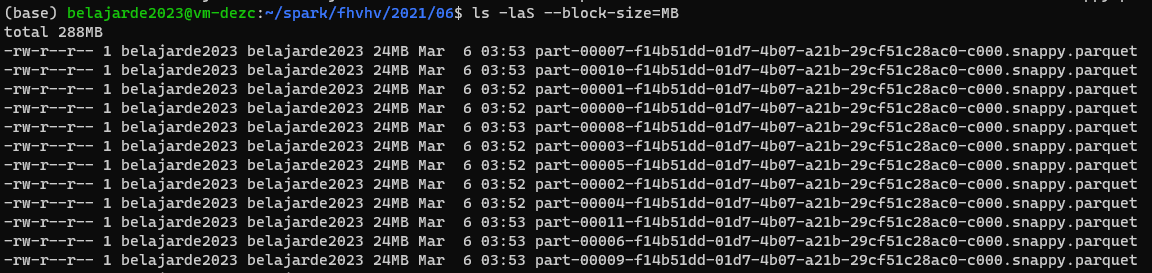 (base) belajarde2023@vm-dezc:~/spark/fhvhv/2021/06$ ls -laS --block-size=MB
total 288MB
-rw-r--r-- 1 belajarde2023 belajarde2023 24MB Mar  6 03:53 part-00007-f14b51dd-01d7-4b07-a21b-29cf51c28ac0-c000.snappy.parquet
-rw-r--r-- 1 belajarde2023 belajarde2023 24MB Mar  6 03:53 part-00010-f14b51dd-01d7-4b07-a21b-29cf51c28ac0-c000.snappy.parquet
-rw-r--r-- 1 belajarde2023 belajarde2023 24MB Mar  6 03:52 part-00001-f14b51dd-01d7-4b07-a21b-29cf51c28ac0-c000.snappy.parquet
-rw-r--r-- 1 belajarde2023 belajarde2023 24MB Mar  6 03:52 part-00000-f14b51dd-01d7-4b07-a21b-29cf51c28ac0-c000.snappy.parquet
-rw-r--r-- 1 belajarde2023 belajarde2023 24MB Mar  6 03:53 part-00008-f14b51dd-01d7-4b07-a21b-29cf51c28ac0-c000.snappy.parquet
-rw-r--r-- 1 belajarde2023 belajarde2023 24MB Mar  6 03:52 part-00003-f14b51dd-01d7-4b07-a21b-29cf51c28ac0-c000.snappy.parquet
-rw-r--r-- 1 belajarde2023 belajarde2023 24MB Mar  6 03:53 part-00005-f14b51dd-01d7-4b07-a21b-29cf51c28ac0-c000.snappy.parquet
-rw-r--r-- 1 belajarde2023 belajarde2023 24MB Mar  6 03:52 part-00002-f14b51dd-01d7-4b07-a21b-29cf51c28ac0-c000.snappy.parquet
-rw-r--r-- 1 belajarde2023 belajarde2023 24MB Mar  6 03:52 part-00004-f14b51dd-01d7-4b07-a21b-29cf51c28ac0-c000.snappy.parquet
-rw-r--r-- 1 belajarde2023 belajarde2023 24MB Mar  6 03:53 part-00011-f14b51dd-01d7-4b07-a21b-29cf51c28ac0-c000.snappy.parquet
-rw-r--r-- 1 belajarde2023 belajarde2023 24MB Mar  6 03:53 part-00006-f14b51dd-01d7-4b07-a21b-29cf51c28ac0-c000.snappy.parquet
-rw-r--r-- 1 belajarde2023 belajarde2023 24MB Mar  6 03:53 part-00009-f14b51dd-01d7-4b07-a21b-29cf51c28ac0-c000.snappy.parquet